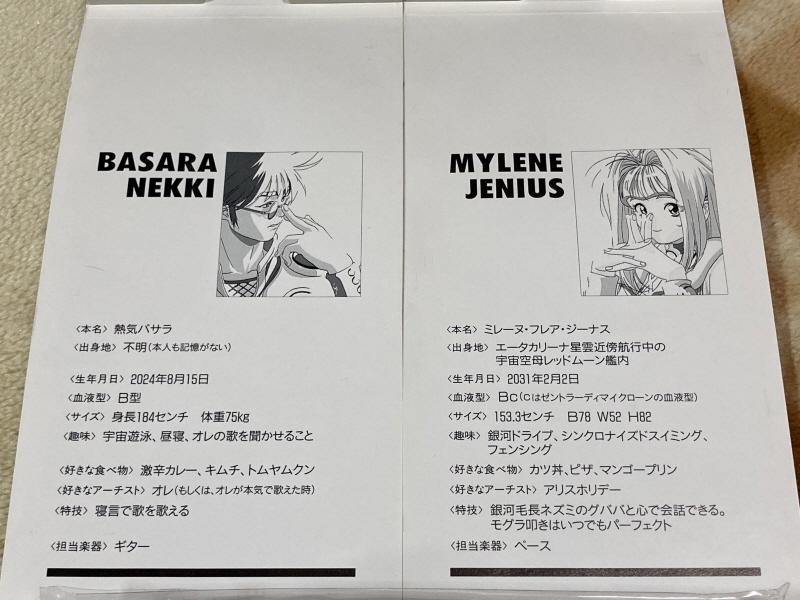 BASARA
NEKKI
〈本名〉 熱気バサラ
〈出身地〉 不明(本人も記憶がない)
〈生年月日〉 2024年8月15日
〈血液型〉 B型
〈サイズ〉 身長184センチ 体重75kg
〈趣味〉 宇宙遊泳、昼寝、オレの歌を聞かせること
〈好きな食べ物〉 激辛カレー、キムチ、トムヤムクン
〈好きなアーチスト〉 オレ(もしくは、オレが本気で歌えた時)
〈特技〉 寝言で歌を歌える
〈担当楽器〉 ギター
MYLENE
JENIUS
〈本名〉 ミレーヌ・フレア・ジーナス
〈出身地〉 エータカリーナ星雲近傍航行中の
宇宙空母レッドムーン艦内
〈生年月日〉 2031年2月2日
〈血液型〉 Bc(cはゼントラーディマイクローンの血液型)
〈サイズ〉 153.3センチ B78 W52 H82
〈趣味〉 銀河ドライブ、シンクロナイズドスイミング、
フェンシング
〈好きな食べ物〉 カツ丼、ピザ、マンゴープリン
〈好きなアーチスト〉 アリスホリデー
〈特技〉 銀河毛長ネズミのグババと心で会話できる。
モグラ叩きはいつでもパーフェクト
〈担当楽器〉 ベース